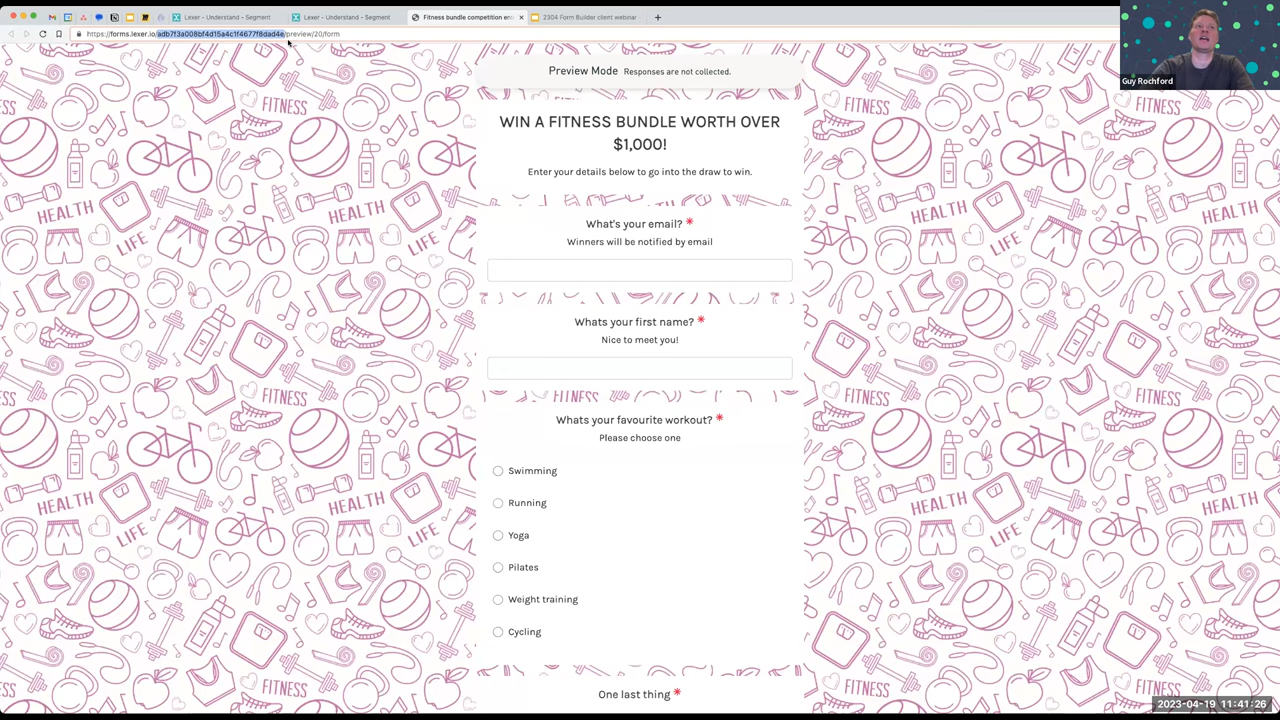 Lexer - Understand - Segment
Lexer - Understand - Segment
Fitness bundle competition en
2304 Form Builder client webinar
https://forms.lexer.io/adb7f3a008bf4d15a4c1f4677f8dad4e/preview/20/form
Guy Rochford
Preview Mode Responses are not collected.
WIN A FITNESS BUNDLE WORTH OVER
$1,000!
Enter your details below to go into the draw to win.
What's your email? *
Winners will be notified by email
Whats your first name? *
Nice to meet you!
Whats your favourite workout? *
Please choose one
Swimming
Running
Yoga
Pilates
Weight training
Cycling
One last thing *
FITNESS
HEALTH
LIFE
2023-04-19 11:41:26